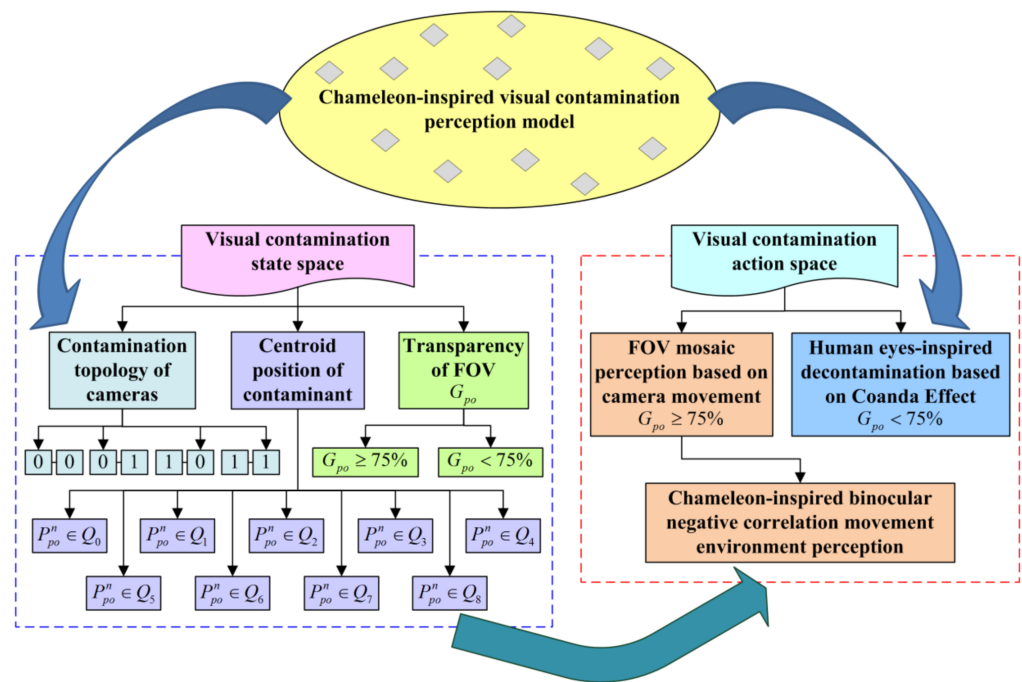 Chameleon-inspired visual contamination
perception model
Visual contamination
state space
Contamination
topology of
cameras
Centroid
position of
contaminant
Transparency
of FOV
G_po
0 0 0 1 1 0 1 1
G_po ≥ 75%
G_po < 75%
P^n_po ∈ Q_0
P^n_po ∈ Q_1
P^n_po ∈ Q_2
P^n_po ∈ Q_3
P^n_po ∈ Q_4
P^n_po ∈ Q_5
P^n_po ∈ Q_6
P^n_po ∈ Q_7
P^n_po ∈ Q_8
Visual contamination
action space
FOV mosaic
perception based on
camera movement
G_po ≥ 75%
Human eyes-inspired
decontamination based
on Coanda Effect
G_po < 75%
Chameleon-inspired binocular
negative correlation movement
environment perception